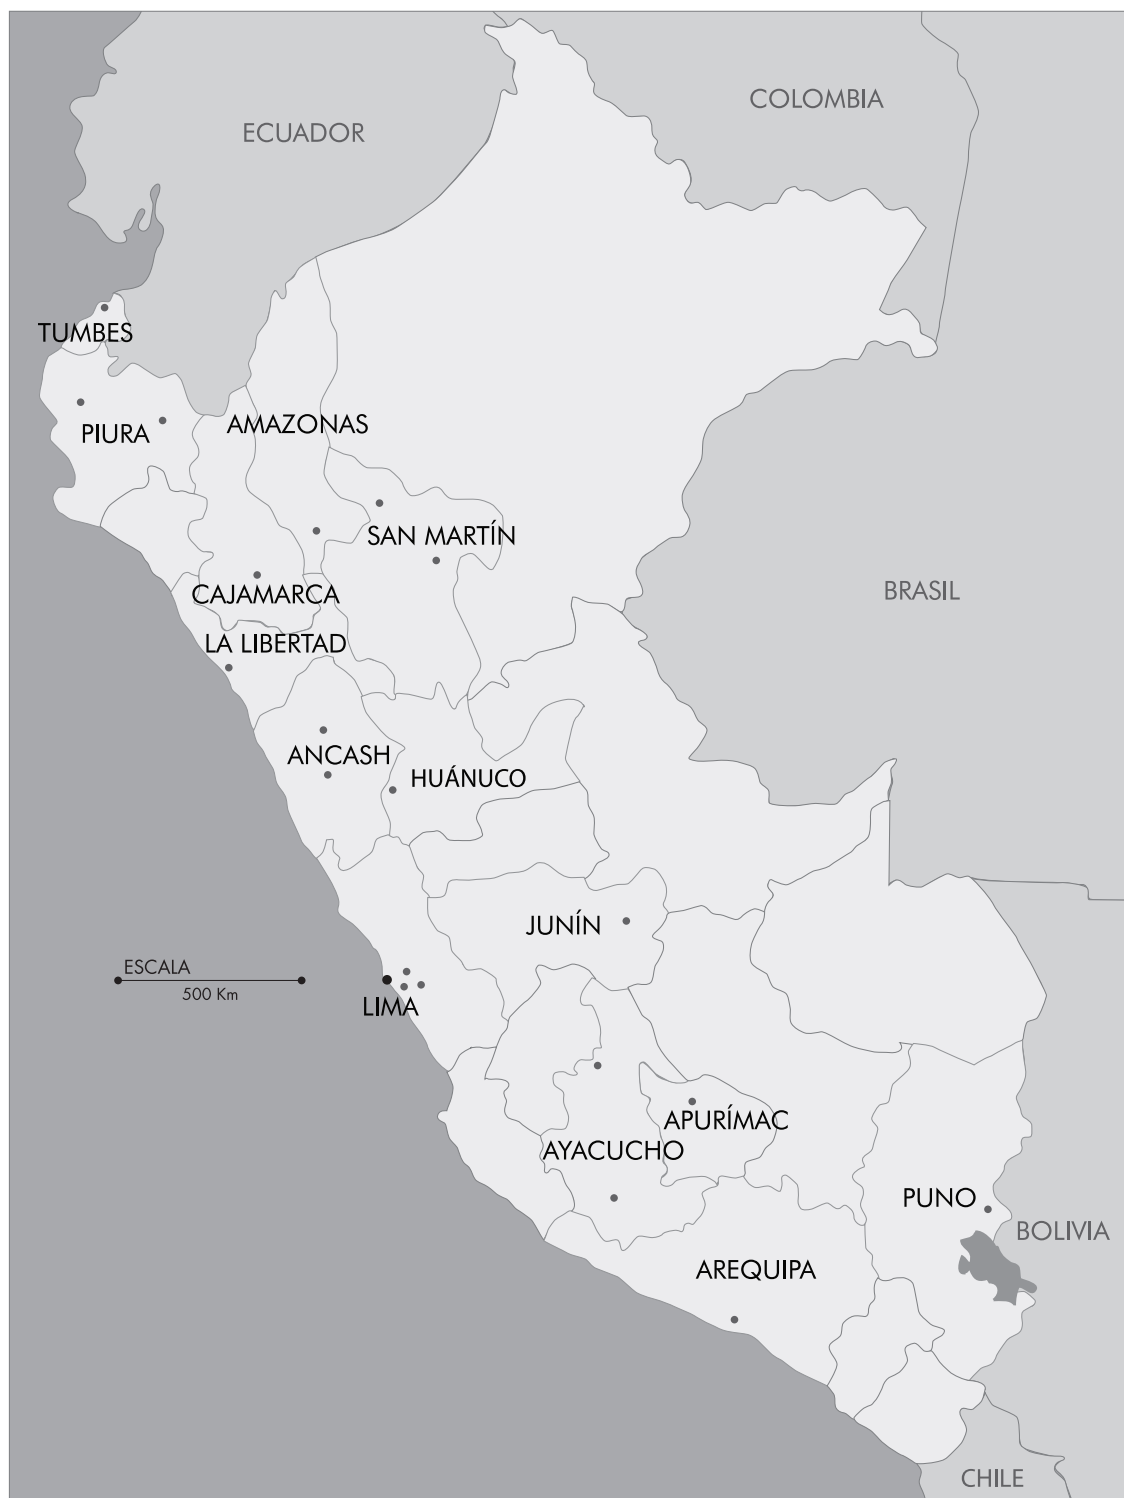 COLOMBIA
ECUADOR
TUMBES
AMAZONAS
PIURA
SAN MARTÍN
BRASIL
CAJAMARCA
LA LIBERTAD
ANCASH
HUÁNUCO
JUNÍN
ESCALA
500 Km
LIMA
APURÍMAC
AYACUCHO
PUNO
BOLIVIA
AREQUIPA
CHILE